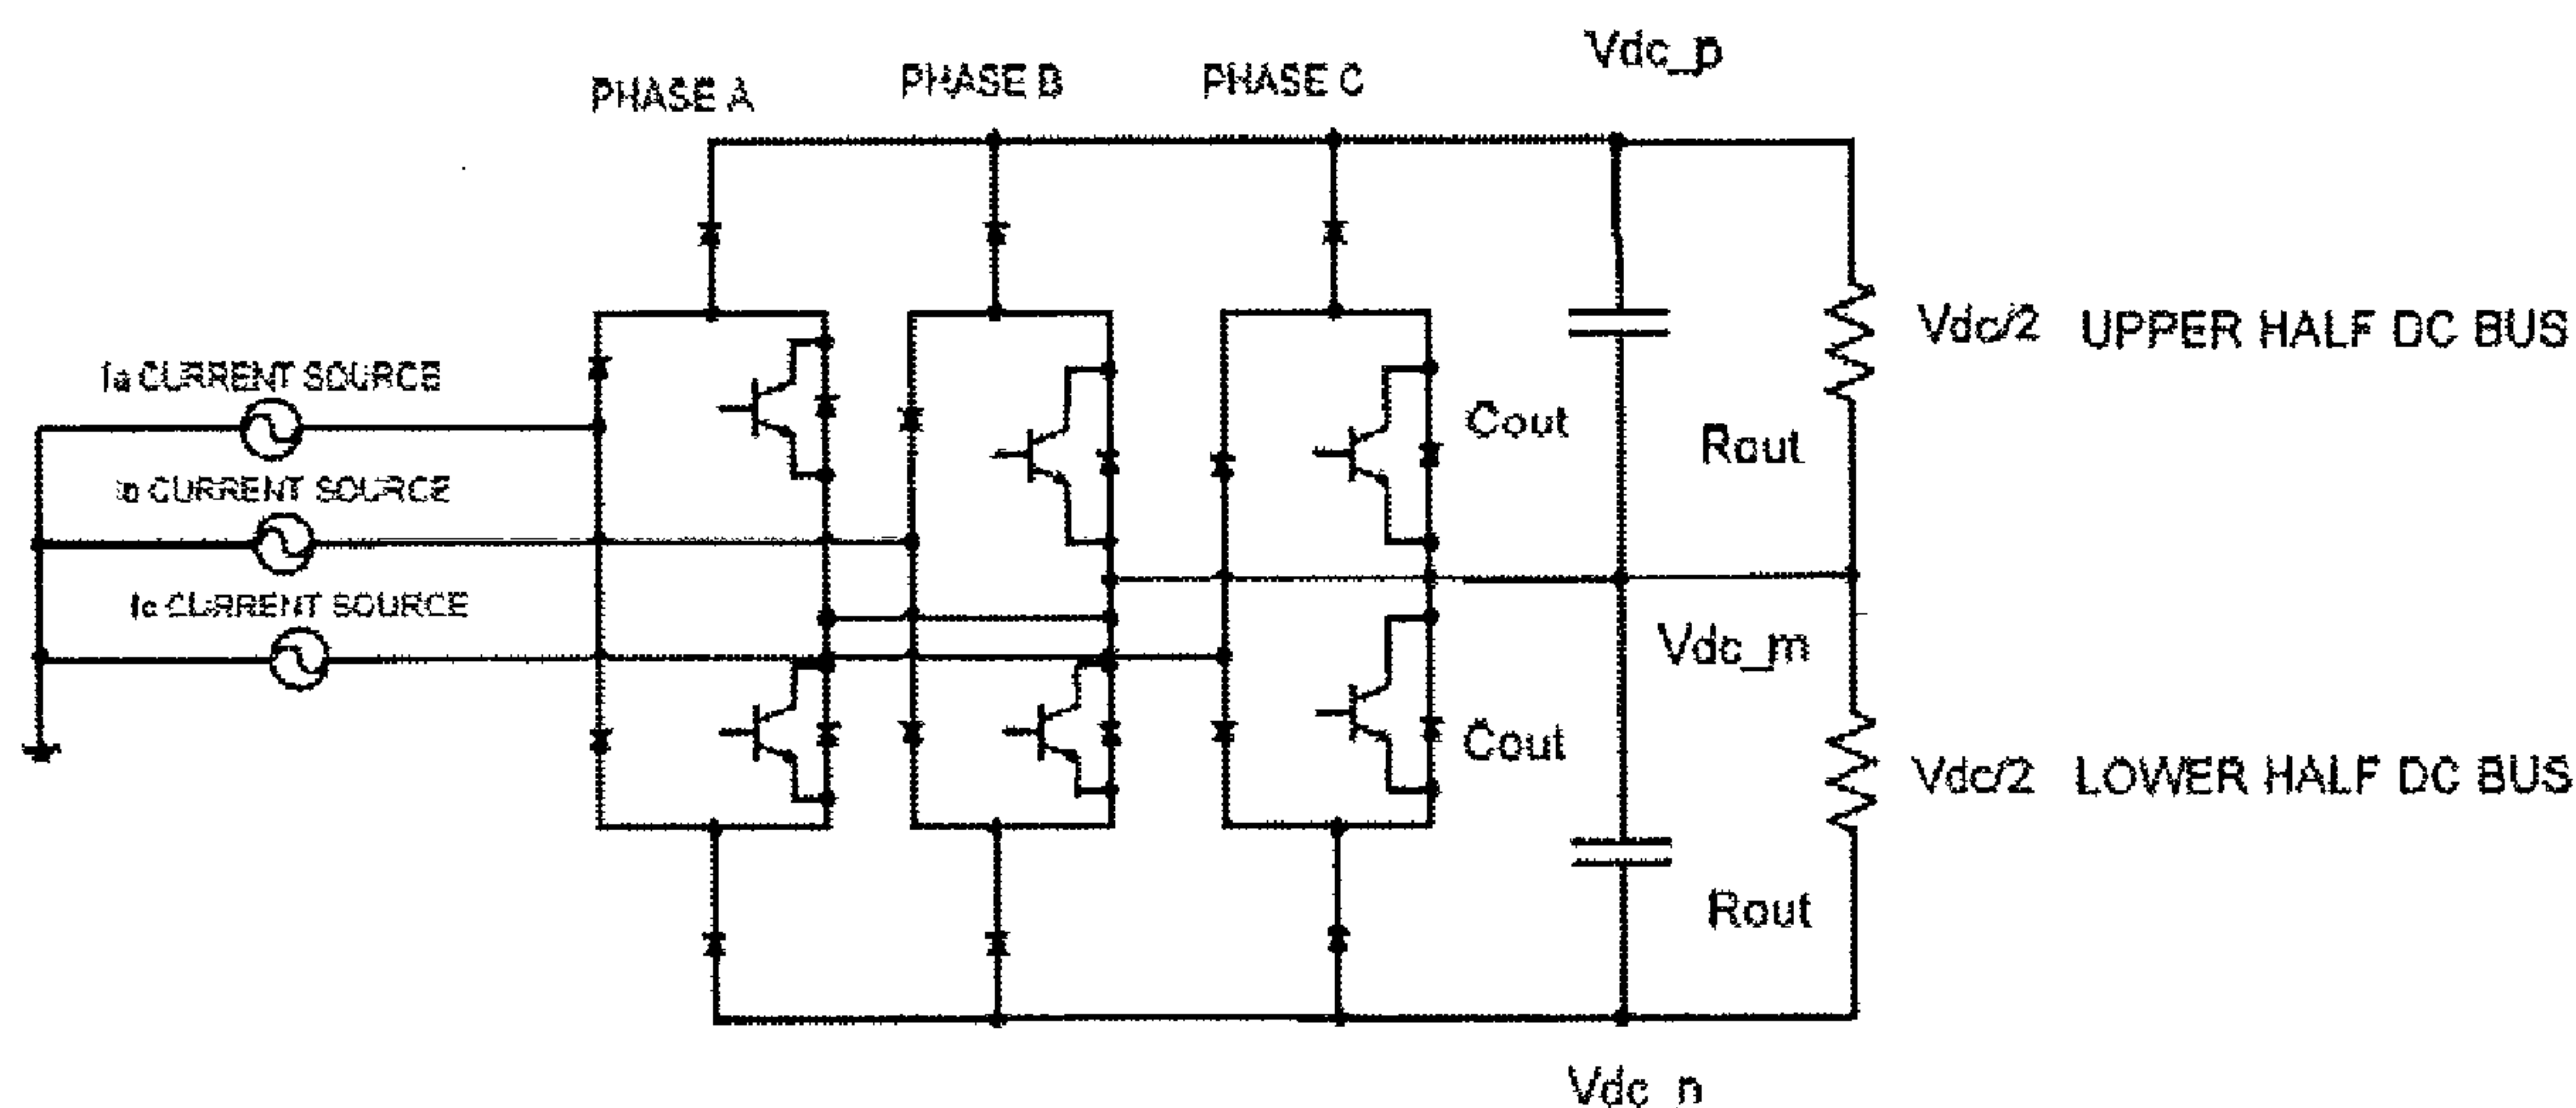 Vdc_p
PHASE A PHASE B PHASE C
Ia CURRENT SOURCE
Vdc/2 UPPER HALF DC BUS
Cout
Rout
Ib CURRENT SOURCE
Ic CURRENT SOURCE
Vdc_m
Cout
Vdc/2 LOWER HALF DC BUS
Rout
Vdc_n